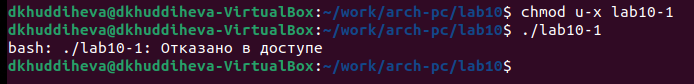 dkhuddiheva@dkhuddiheva-VirtualBox:~/work/arch-pc/lab10$ chmod u-x lab10-1
dkhuddiheva@dkhuddiheva-VirtualBox:~/work/arch-pc/lab10$ ./lab10-1
bash: ./lab10-1: Отказано в доступе
dkhuddiheva@dkhuddiheva-VirtualBox:~/work/arch-pc/lab10$